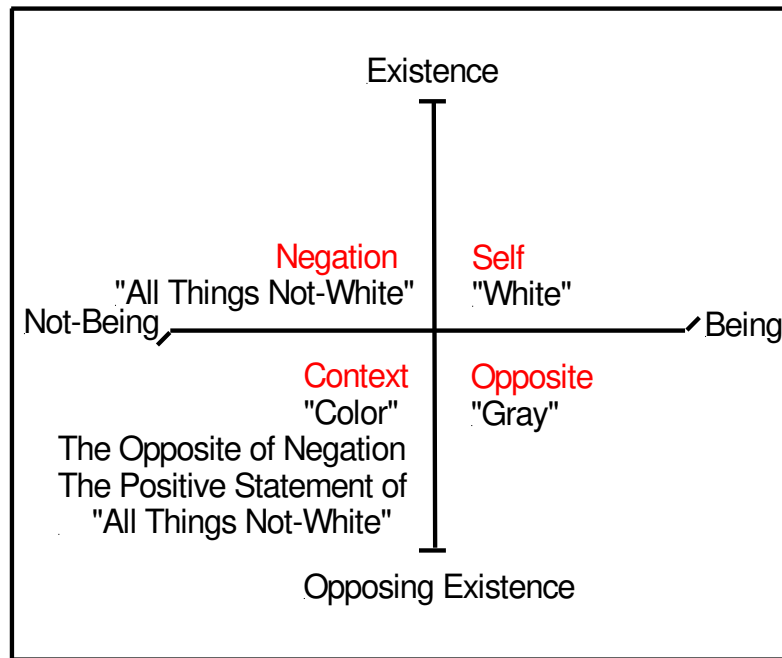 Existence
Negation
"All Things Not-White"
Self
"White"
Not-Being
Being
Context
"Color"
The Opposite of Negation
The Positive Statement of
"All Things Not-White"
Opposite
"Gray"
Opposing Existence